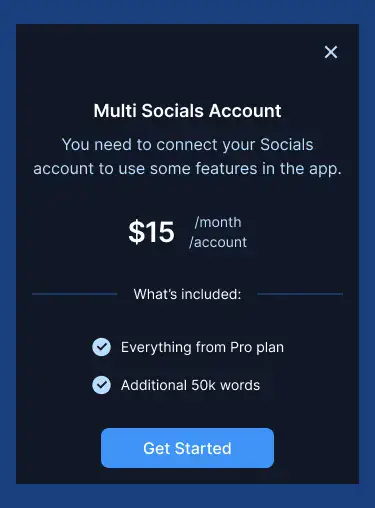 Multi Socials Account
You need to connect your Socials
account to use some features in the app.
$15 /month
/account
What's included:
Everything from Pro plan
Additional 50k words
Get Started